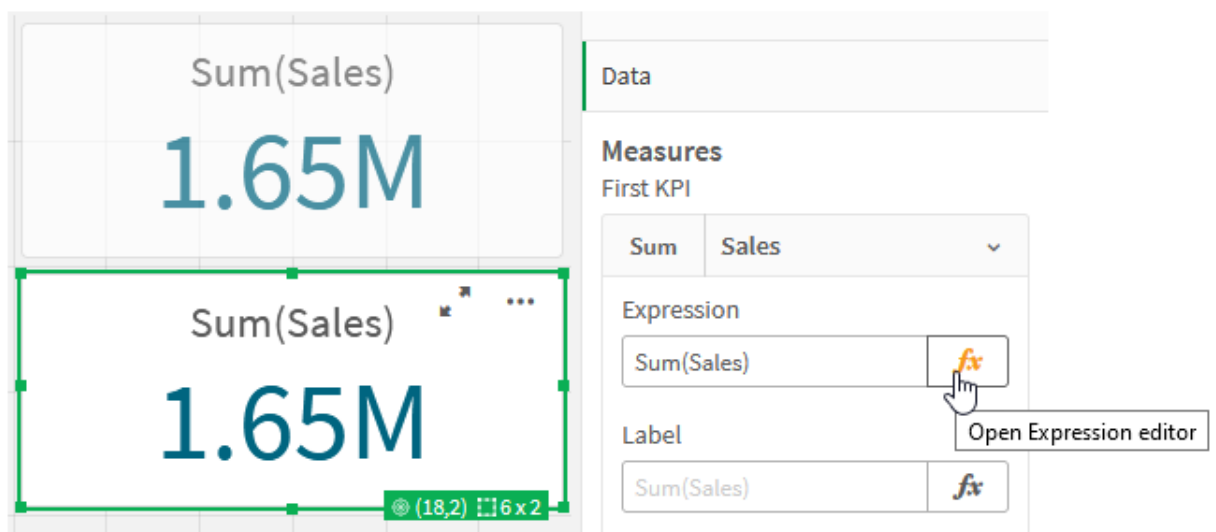 Sum(Sales)
1.65M
Sum(Sales)
1.65M
(18,2) 6 x 2
Data
Measures
First KPI
Sum Sales
Expression
Sum(Sales) fx
Open Expression editor
Label
Sum(Sales) fx